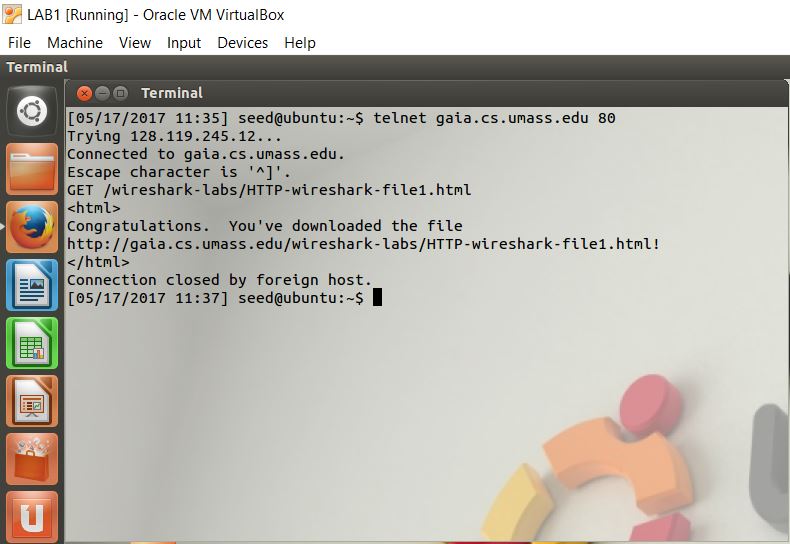 LAB1 [Running] - Oracle VM VirtualBox
File Machine View Input Devices Help
Terminal
Terminal
[05/17/2017 11:35] seed@ubuntu:~$ telnet gaia.cs.umass.edu 80
Trying 128.119.245.12...
Connected to gaia.cs.umass.edu.
Escape character is '^]'.
GET /wireshark-labs/HTTP-wireshark-file1.html
<html>
Congratulations.  You've downloaded the file
http://gaia.cs.umass.edu/wireshark-labs/HTTP-wireshark-file1.html!
</html>
Connection closed by foreign host.
[05/17/2017 11:37] seed@ubuntu:~$